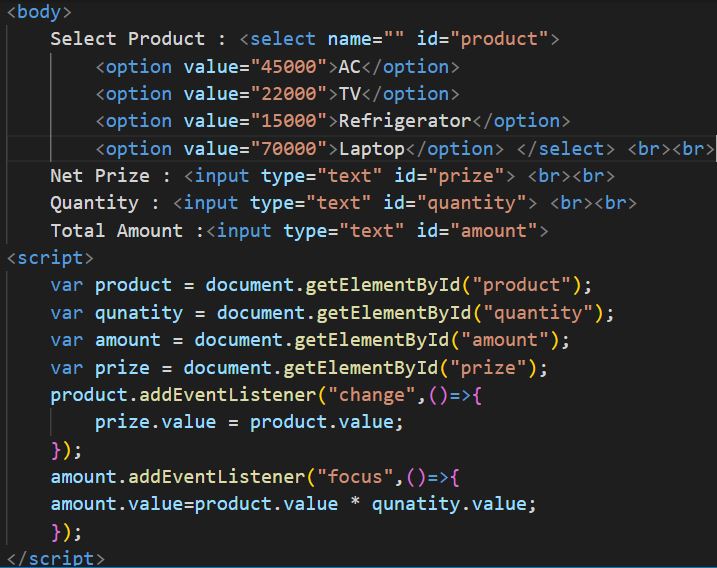 <body>
    Select Product : <select name="" id="product">
        <option value="45000">AC</option>
        <option value="22000">TV</option>
        <option value="15000">Refrigerator</option>
        <option value="70000">Laptop</option> </select> <br><br>
    Net Prize : <input type="text" id="prize"> <br><br>
    Quantity : <input type="text" id="quantity"> <br><br>
    Total Amount :<input type="text" id="amount">
<script>
    var product = document.getElementById("product");
    var qunatity = document.getElementById("quantity");
    var amount = document.getElementById("amount");
    var prize = document.getElementById("prize");
    product.addEventListener("change",()=>{
        prize.value = product.value;
    });
    amount.addEventListener("focus",()=>{
    amount.value=product.value * qunatity.value;
    });
</script>